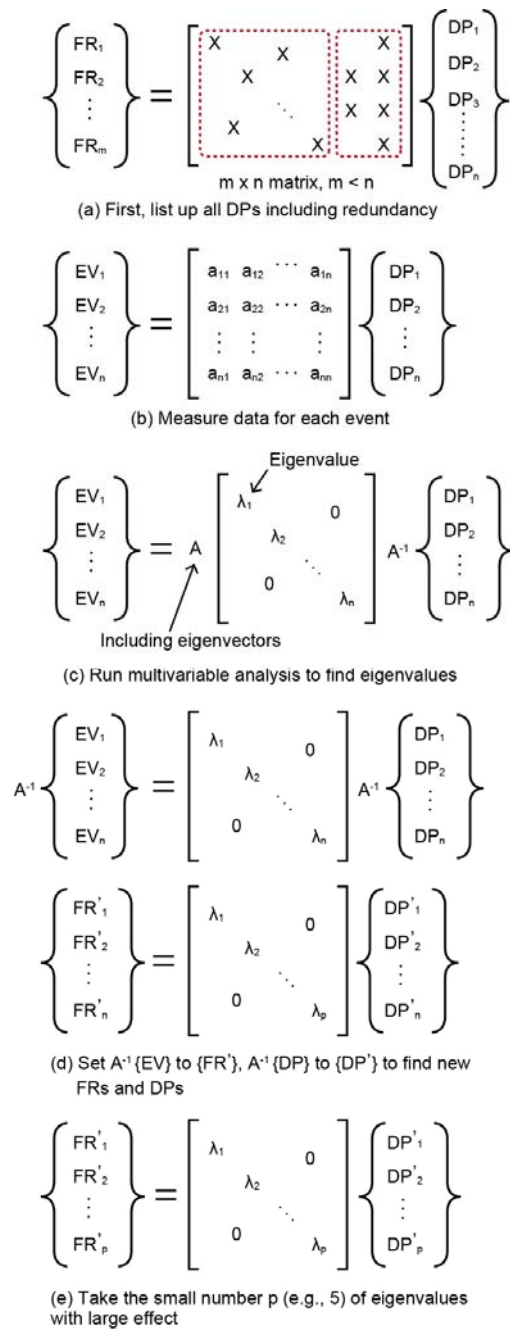 FR₁
FR₂
⋮
FRₘ
=
X X
X
⋱
X X
X
X X
X X
X
DP₁
DP₂
DP₃
⋮
DPₙ
m x n matrix, m < n
(a) First, list up all DPs including redundancy
EV₁
EV₂
⋮
EVₙ
=
a₁₁ a₁₂ ⋯ a₁ₙ
a₂₁ a₂₂ ⋯ a₂ₙ
⋮ ⋮ ⋮
aₙ₁ aₙ₂ ⋯ aₙₙ
DP₁
DP₂
⋮
DPₙ
(b) Measure data for each event
Eigenvalue
EV₁
EV₂
⋮
EVₙ
= A
λ₁ 0
λ₂
⋱
0 λₙ
A⁻¹
DP₁
DP₂
⋮
DPₙ
Including eigenvectors
(c) Run multivariable analysis to find eigenvalues
A⁻¹
EV₁
EV₂
⋮
EVₙ
=
λ₁ 0
λ₂
⋱
0 λₙ
A⁻¹
DP₁
DP₂
⋮
DPₙ
FR'₁
FR'₂
⋮
FR'ₙ
=
λ₁ 0
λ₂
⋱
0 λₚ
DP'₁
DP'₂
⋮
DP'ₙ
(d) Set A⁻¹{EV} to {FR'}, A⁻¹{DP} to {DP'} to find new
FRs and DPs
FR'₁
FR'₂
⋮
FR'ₚ
=
λ₁ 0
λ₂
⋱
0 λₚ
DP'₁
DP'₂
⋮
DP'ₚ
(e) Take the small number p (e.g., 5) of eigenvalues
with large effect